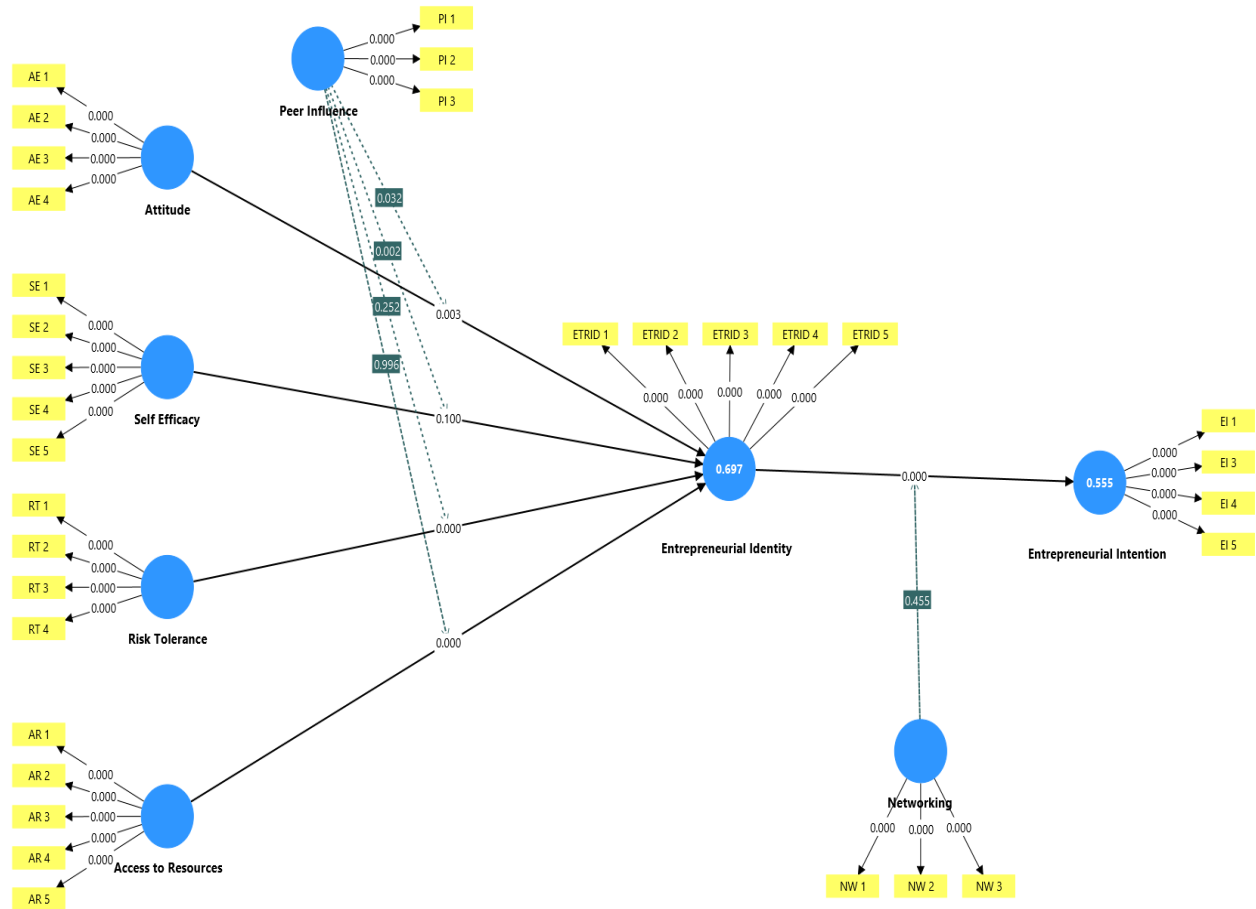 PI 1
0.000
PI 2
0.000
PI 3
0.000
Peer Influence
AE 1
0.000
AE 2
0.000
AE 3
0.000
AE 4
0.000
Attitude
0.032
0.002
0.252
0.996
0.003
SE 1
0.000
SE 2
0.000
SE 3
0.000
SE 4
0.000
SE 5
0.000
Self Efficacy
0.100
ETRID 1
ETRID 2
ETRID 3
ETRID 4
ETRID 5
0.000
0.000
0.000
0.000
0.000
0.697
Entrepreneurial Identity
0.000
0.555
Entrepreneurial Intention
EI 1
0.000
EI 3
0.000
EI 4
0.000
EI 5
0.000
RT 1
0.000
RT 2
0.000
RT 3
0.000
RT 4
0.000
Risk Tolerance
0.000
0.455
0.000
AR 1
0.000
AR 2
0.000
AR 3
0.000
AR 4
0.000
AR 5
0.000
Access to Resources
Networking
0.000
0.000
0.000
NW 1
NW 2
NW 3